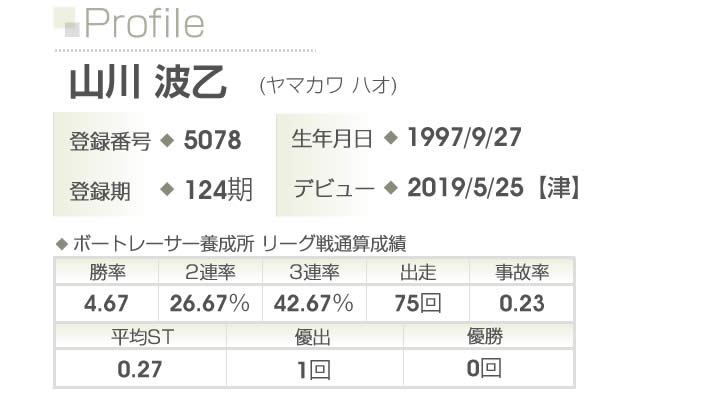 Profile
山川 波乙 (ヤマカワ ハオ)
登録番号 ◆ 5078 生年月日 ◆ 1997/9/27
登録期 ◆ 124期 デビュー ◆ 2019/5/25【津】
◆ ボートレーサー養成所 リーグ戦通算成績
勝率 2連率 3連率 出走 事故率
4.67 26.67% 42.67% 75回 0.23
平均ST 優出 優勝
0.27 1回 0回